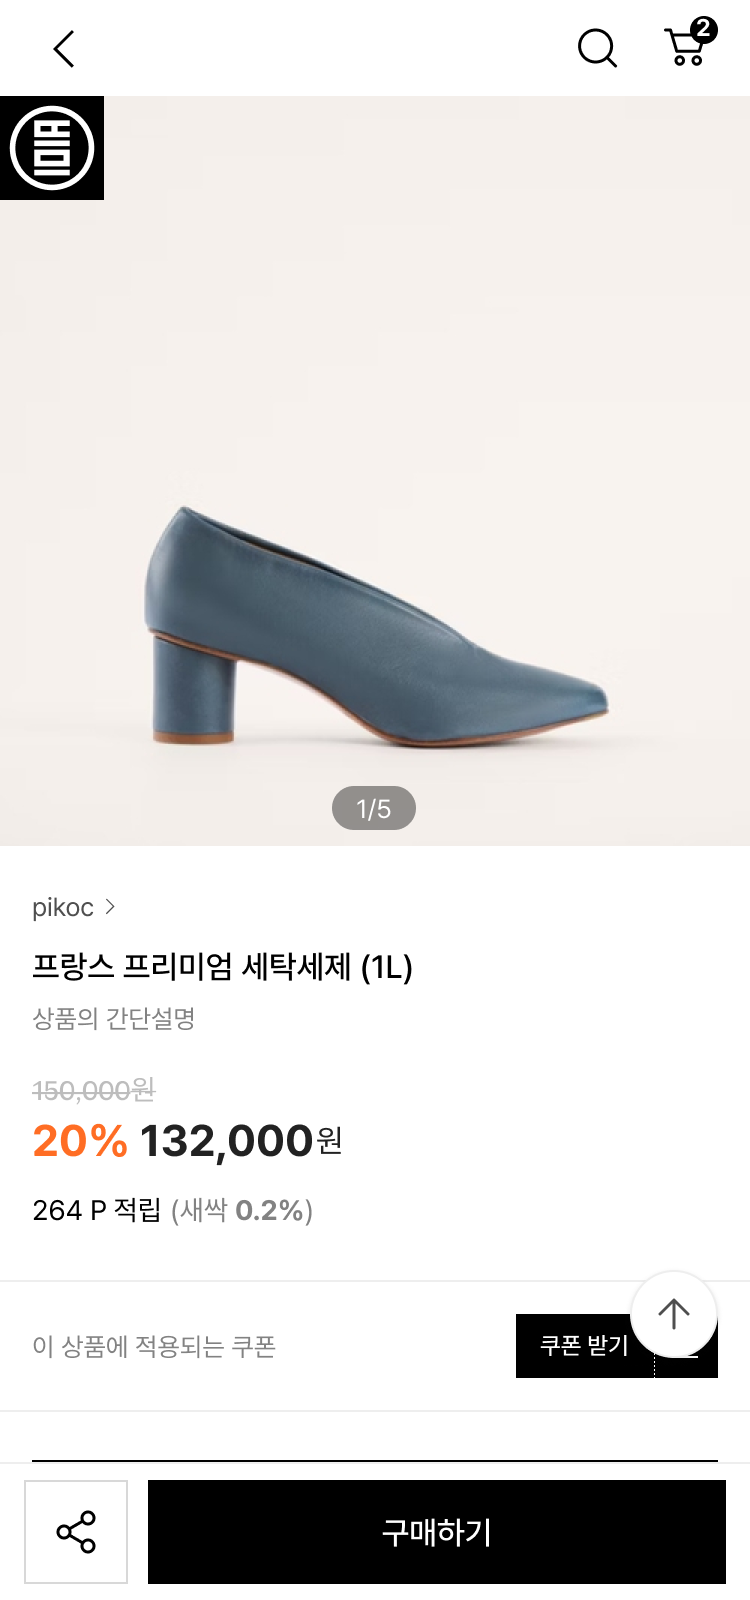 2
뜸
1/5
pikoc
프랑스 프리미엄 세탁세제 (1L)
상품의 간단설명
150,000원
20% 132,000원
264 P 적립 (새싹 0.2%)
이 상품에 적용되는 쿠폰
쿠폰 받기
구매하기